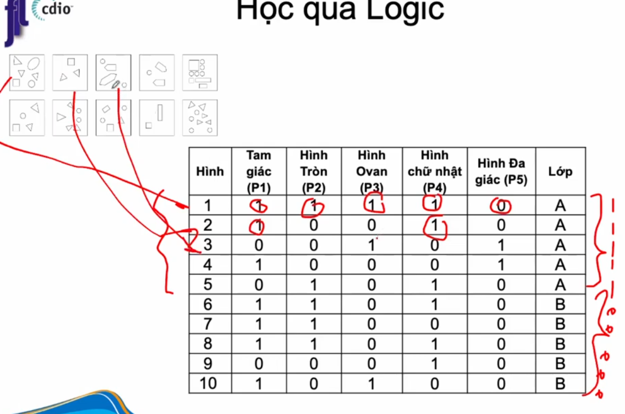 cdio
Học qua Logic
Hình Tam giác (P1) Hình Tròn (P2) Hình Ovan (P3) Hình chữ nhật (P4) Hình Đa giác (P5) Lớp
1 1 1 1 1 0 A
2 1 0 0 1 0 A
3 0 0 1 0 1 A
4 1 0 0 0 1 A
5 0 1 0 1 0 A
6 1 1 0 1 0 B
7 1 1 0 0 0 B
8 1 1 0 1 0 B
9 0 0 0 1 0 B
10 1 0 1 0 0 B